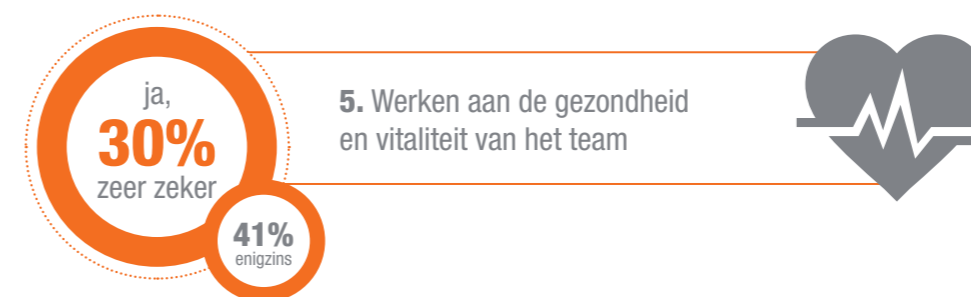 ja,
30%
zeer zeker
41%
enigzins
5. Werken aan de gezondheid
en vitaliteit van het team